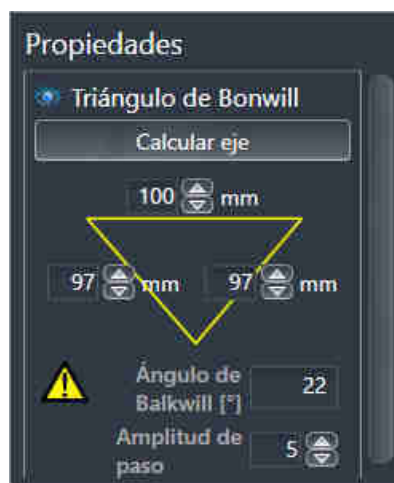 Propiedades
Triángulo de Bonwill
Calcular eje
100 mm
97 mm 97 mm
Ángulo de 22
Balkwill [°]
Amplitud de 5
paso